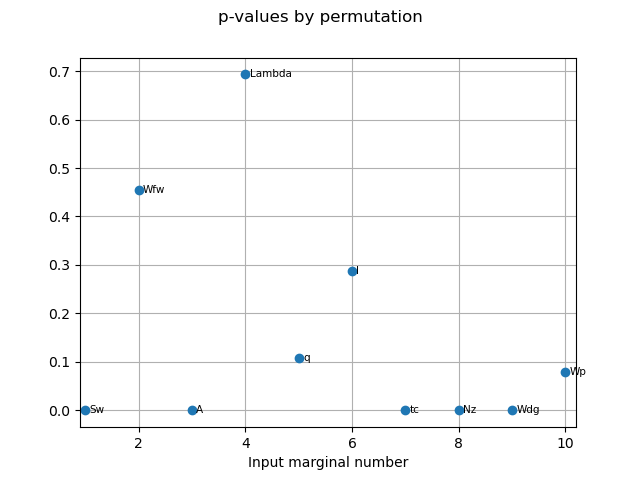 p-values by permutation
0.7
Lambda
0.6
0.5
Wfw
0.4
0.3
l
0.2
q
0.1
Wp
0.0
Sw
A
tc
Nz
Wdg
2
4
6
8
10
Input marginal number